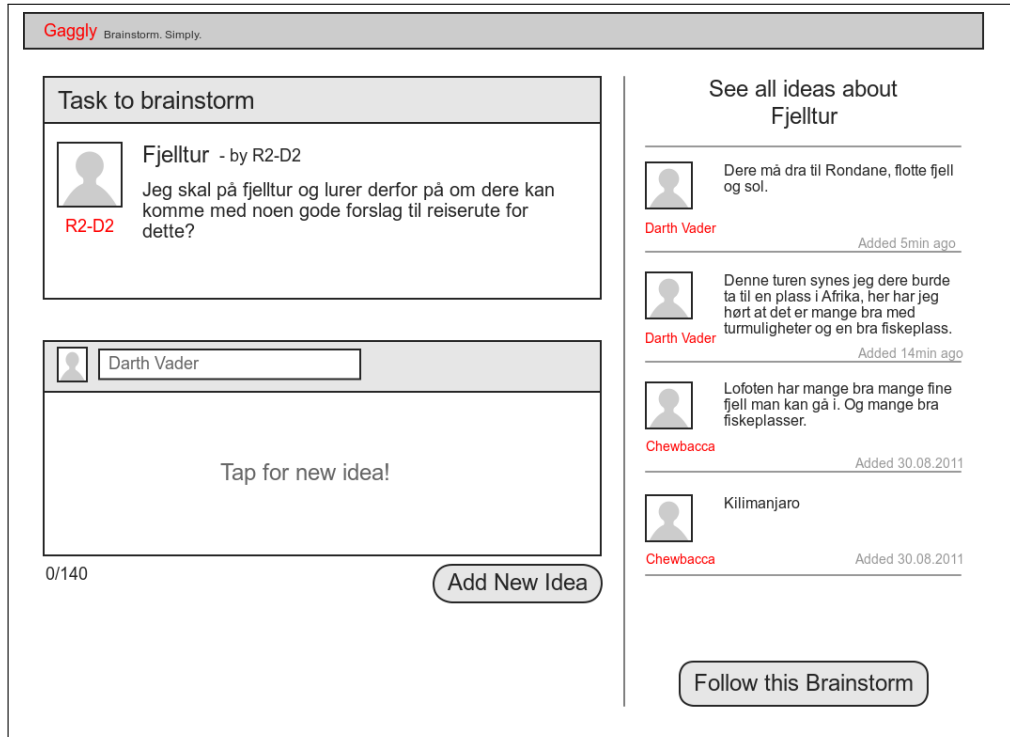 Gaggly Brainstorm. Simply.
Task to brainstorm
Fjelltur - by R2-D2
Jeg skal på fjelltur og lurer derfor på om dere kan
komme med noen gode forslag til reiserute for
dette?
R2-D2
Darth Vader
Tap for new idea!
0/140
Add New Idea
See all ideas about
Fjelltur
Dere må dra til Rondane, flotte fjell
og sol.
Darth Vader
Added 5min ago
Denne turen synes jeg dere burde
ta til en plass i Afrika, her har jeg
hørt at det er mange bra med
turmuligheter og en bra fiskeplass.
Darth Vader
Added 14min ago
Lofoten har mange bra mange fine
fjell man kan gå i. Og mange bra
fiskeplasser.
Chewbacca
Added 30.08.2011
Kilimanjaro
Chewbacca
Added 30.08.2011
Follow this Brainstorm